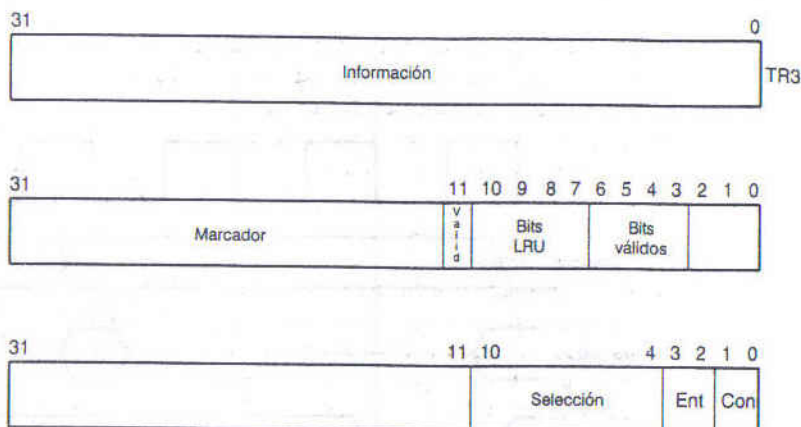 31 0
Información
TR3
31 11 10 9 8 7 6 5 4 3 2 1 0
Marcador
Valid
Bits
LRU
Bits
válidos
31 11 10 4 3 2 1 0
Selección
Ent
Con